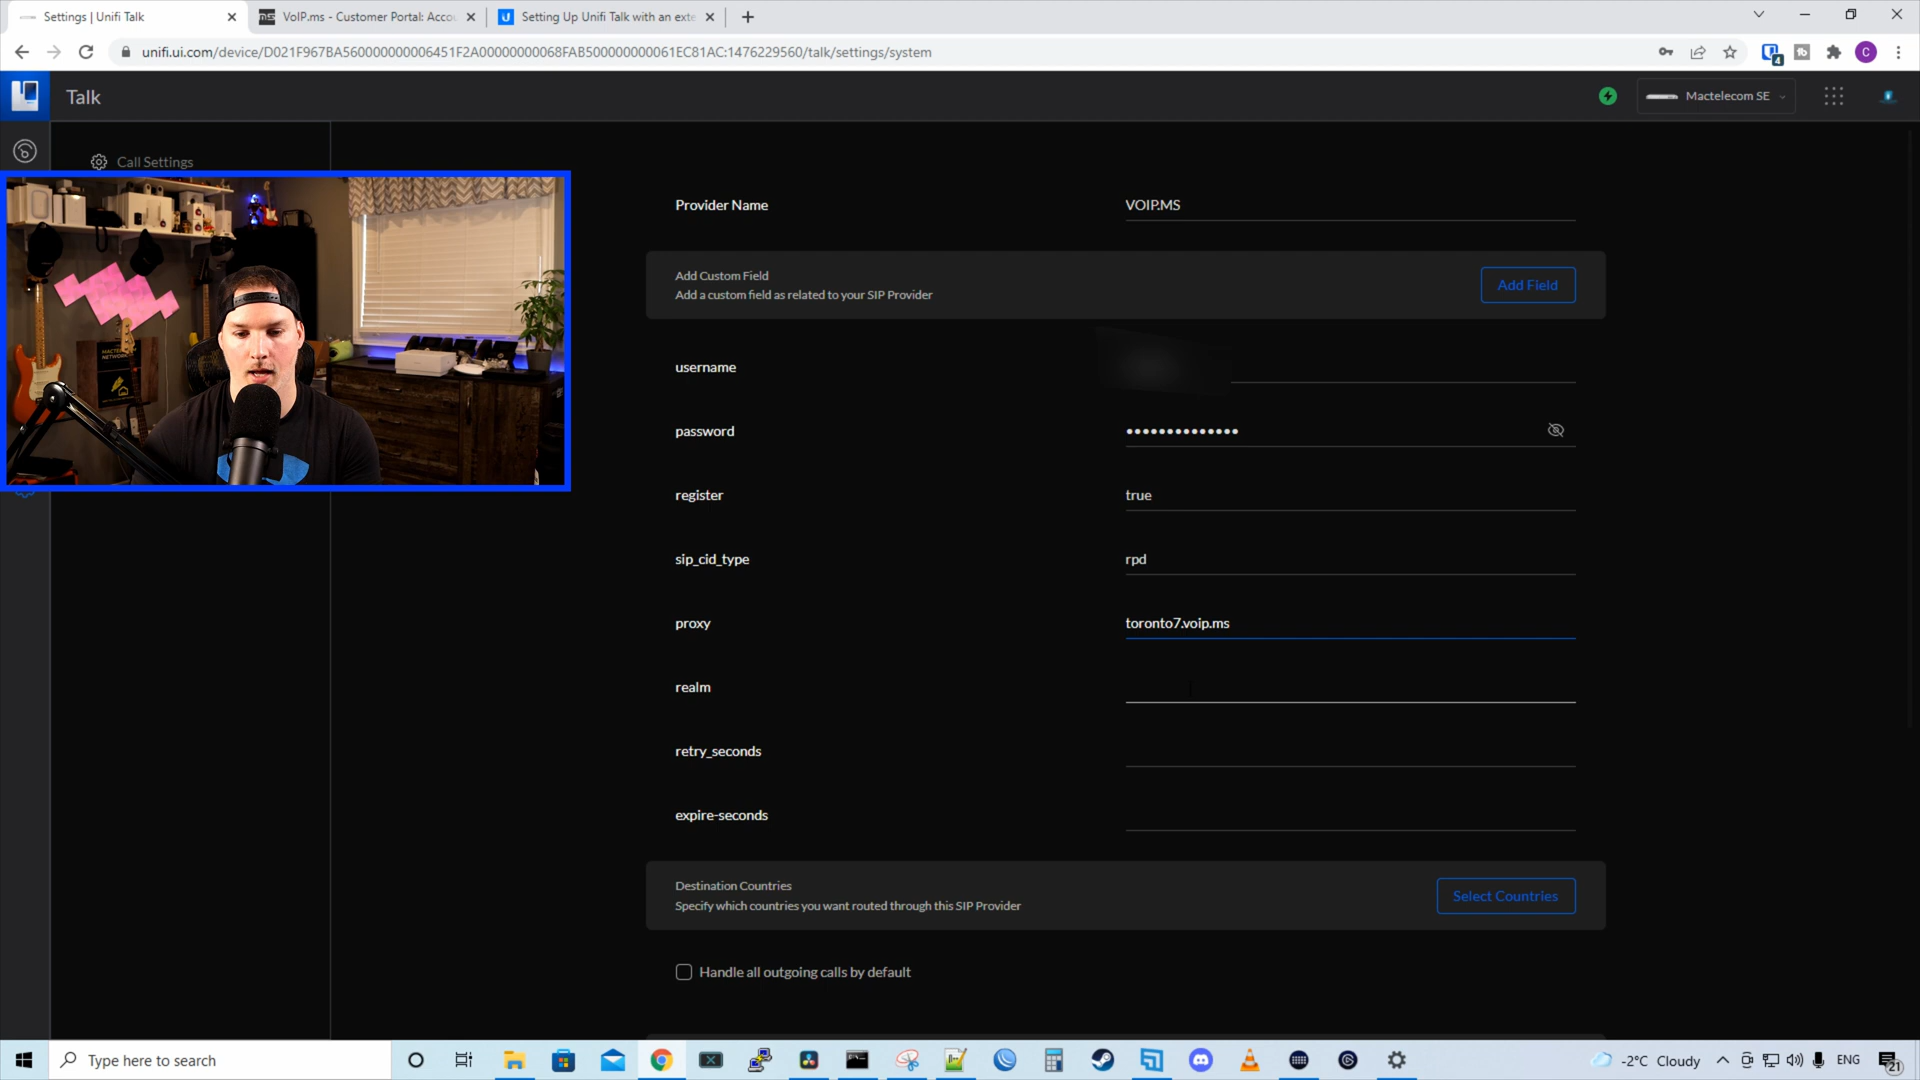 Settings | Unifi Talk
VoIP.ms - Customer Portal: Acco
Setting Up Unifi Talk with an exte
unifi.ui.com/device/D021F967BA560000000006451F2A00000000068FAB500000000061EC81AC:1476229560/talk/settings/system
4
C
Talk
Mactelecom SE
Call Settings
Provider Name
VOIP.MS
Add Custom Field
Add a custom field as related to your SIP Provider
Add Field
username
password
••••••••••••••
register
true
sip_cid_type
rpd
proxy
toronto7.voip.ms
realm
retry_seconds
expire-seconds
Destination Countries
Specify which countries you want routed through this SIP Provider
Select Countries
Handle all outgoing calls by default
Type here to search
-2°C Cloudy
ENG
21